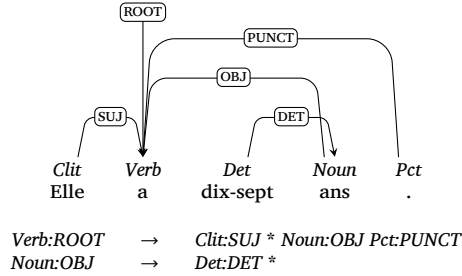 ROOT
PUNCT
OBJ
SUJ DET
Clit Verb Det Noun Pct
Elle a dix-sept ans .
Verb:ROOT → Clit:SUJ * Noun:OBJ Pct:PUNCT
Noun:OBJ → Det:DET *